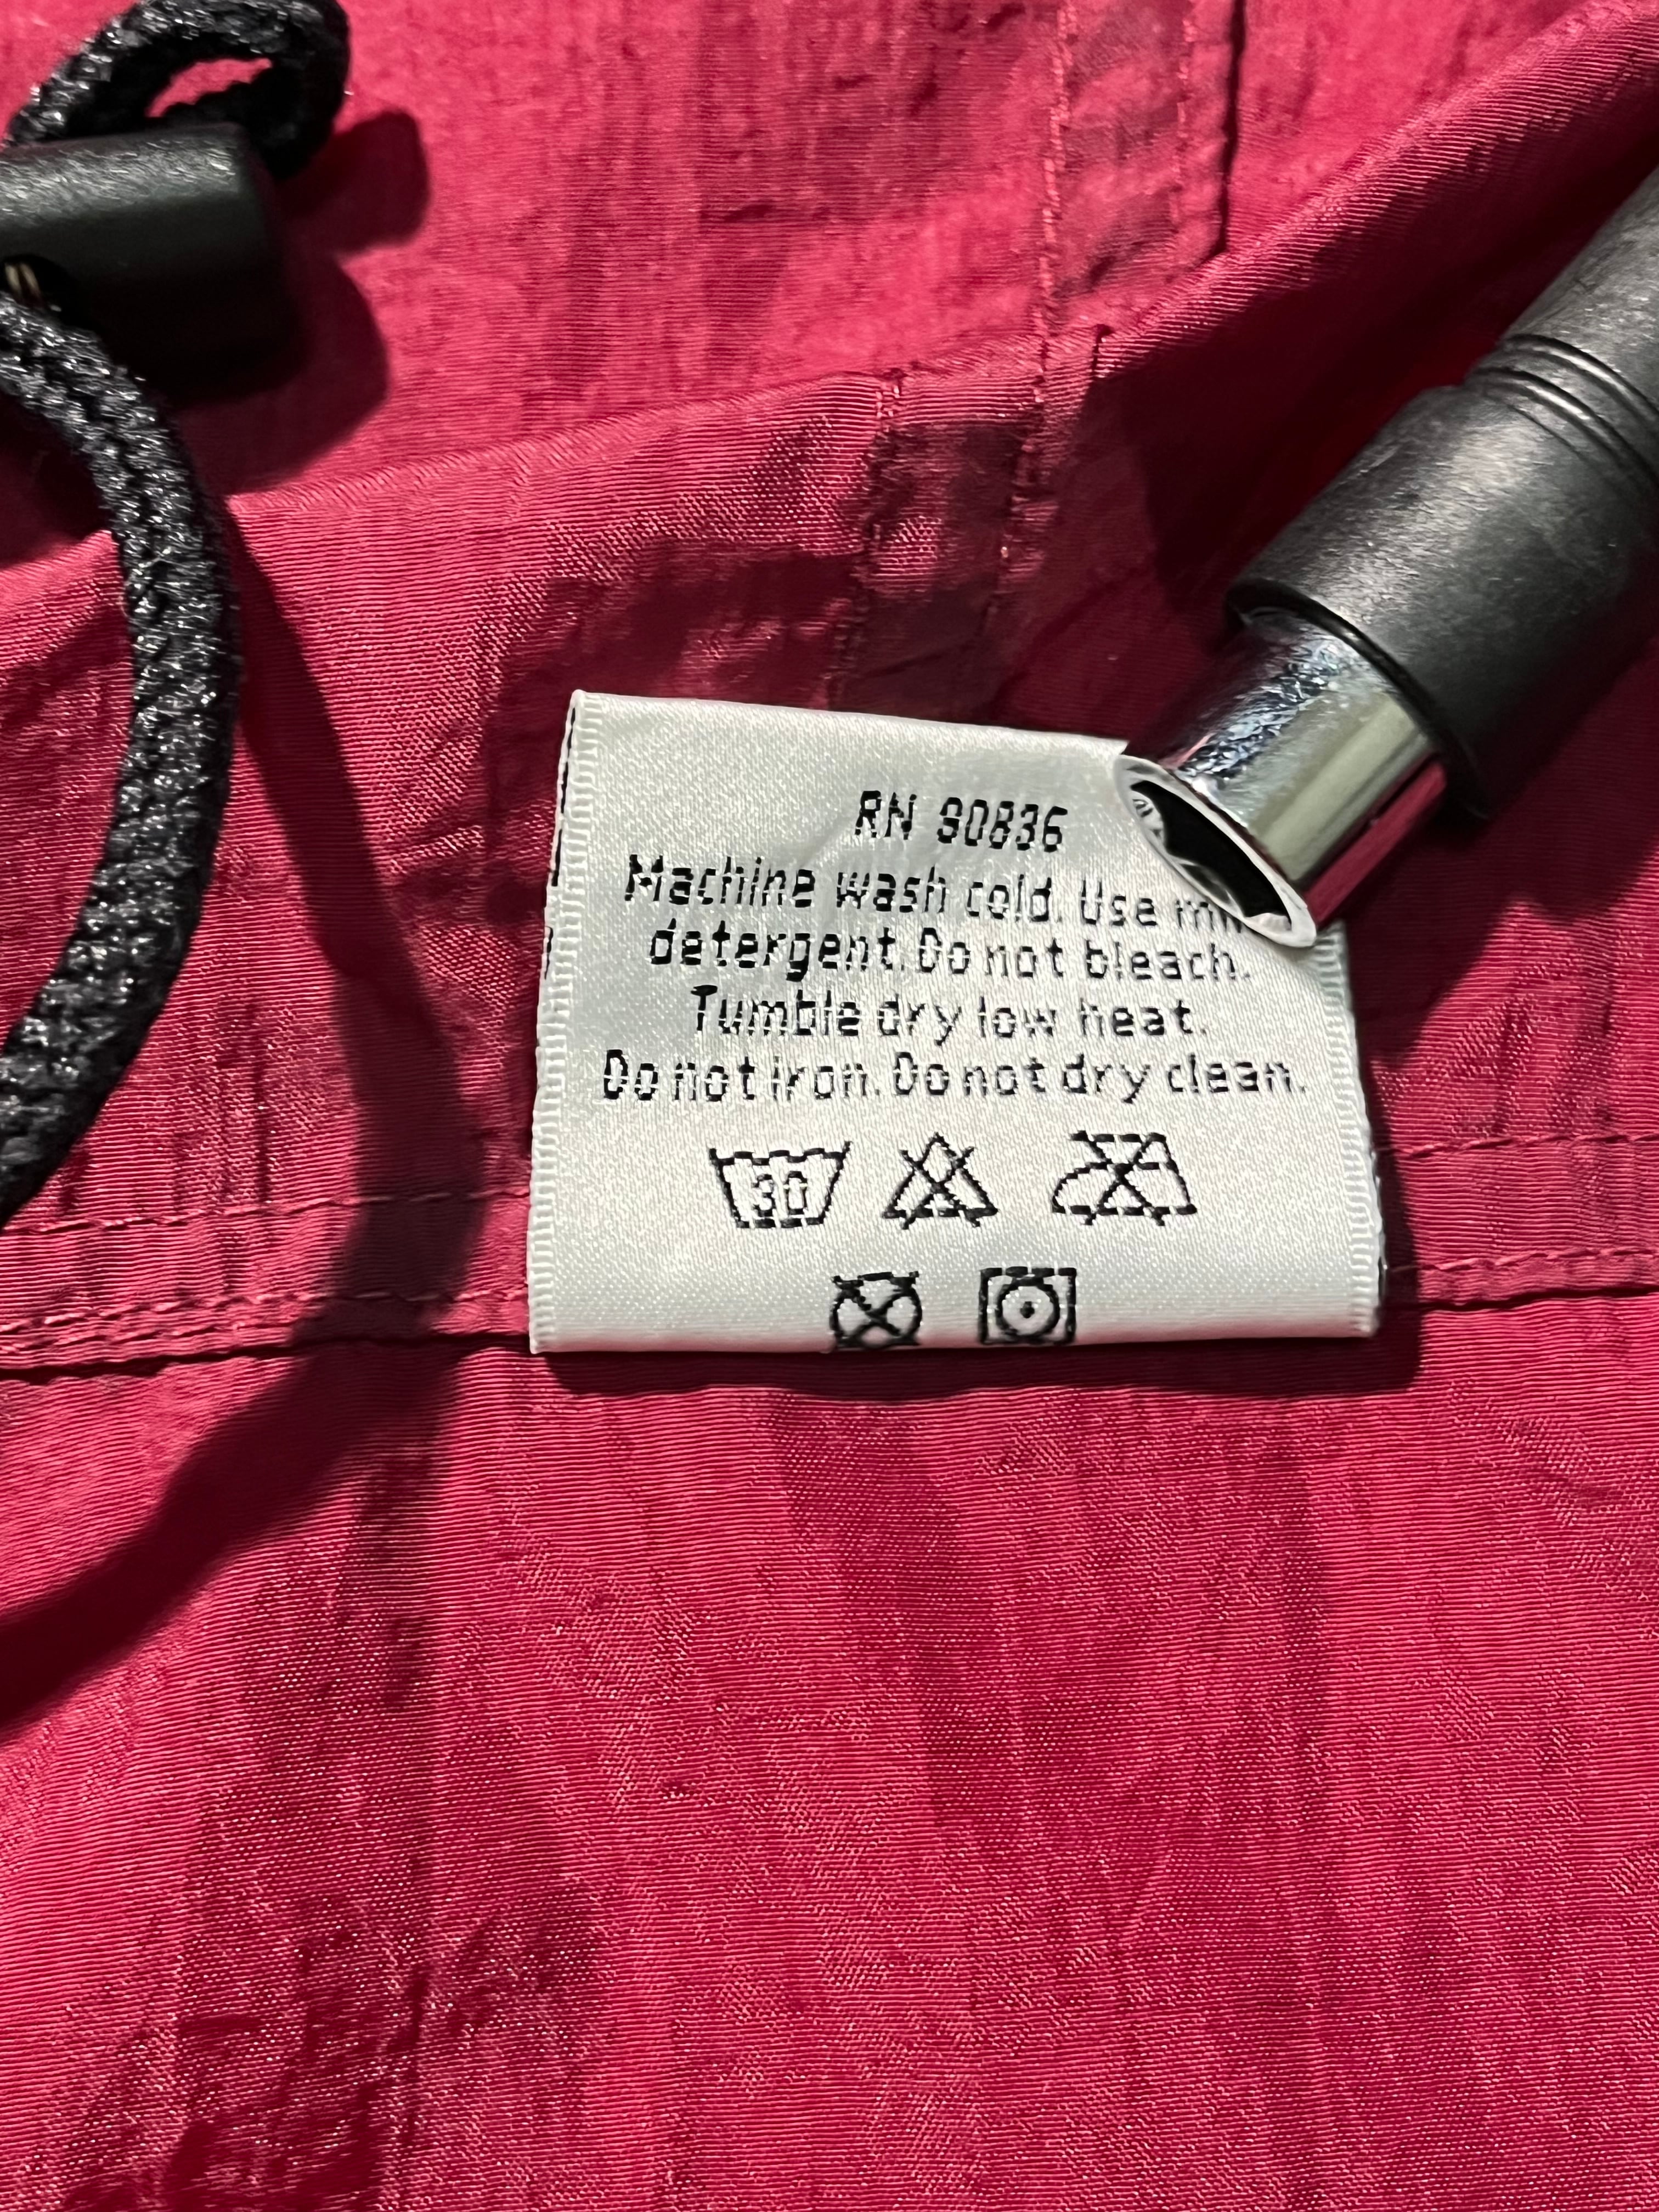 RN 90836
Machine wash cold. Use
detergent. Do not bleach.
Tumble dry low heat.
Do not iron. Do not dry clean.
30